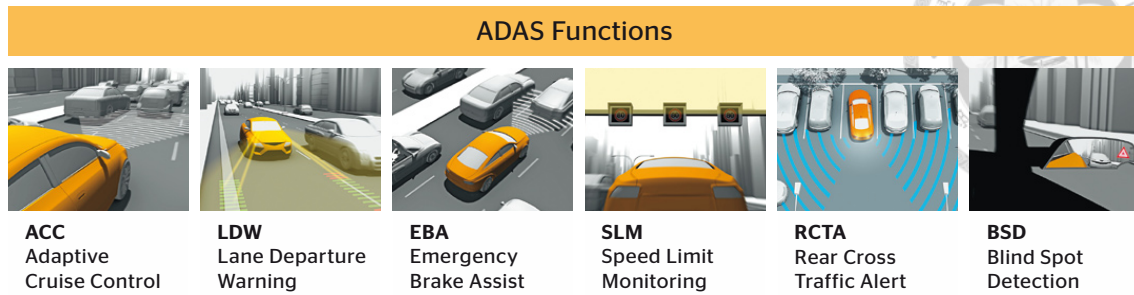 ADAS Functions
ACC
Adaptive
Cruise Control
LDW
Lane Departure
Warning
EBA
Emergency
Brake Assist
SLM
Speed Limit
Monitoring
RCTA
Rear Cross
Traffic Alert
BSD
Blind Spot
Detection